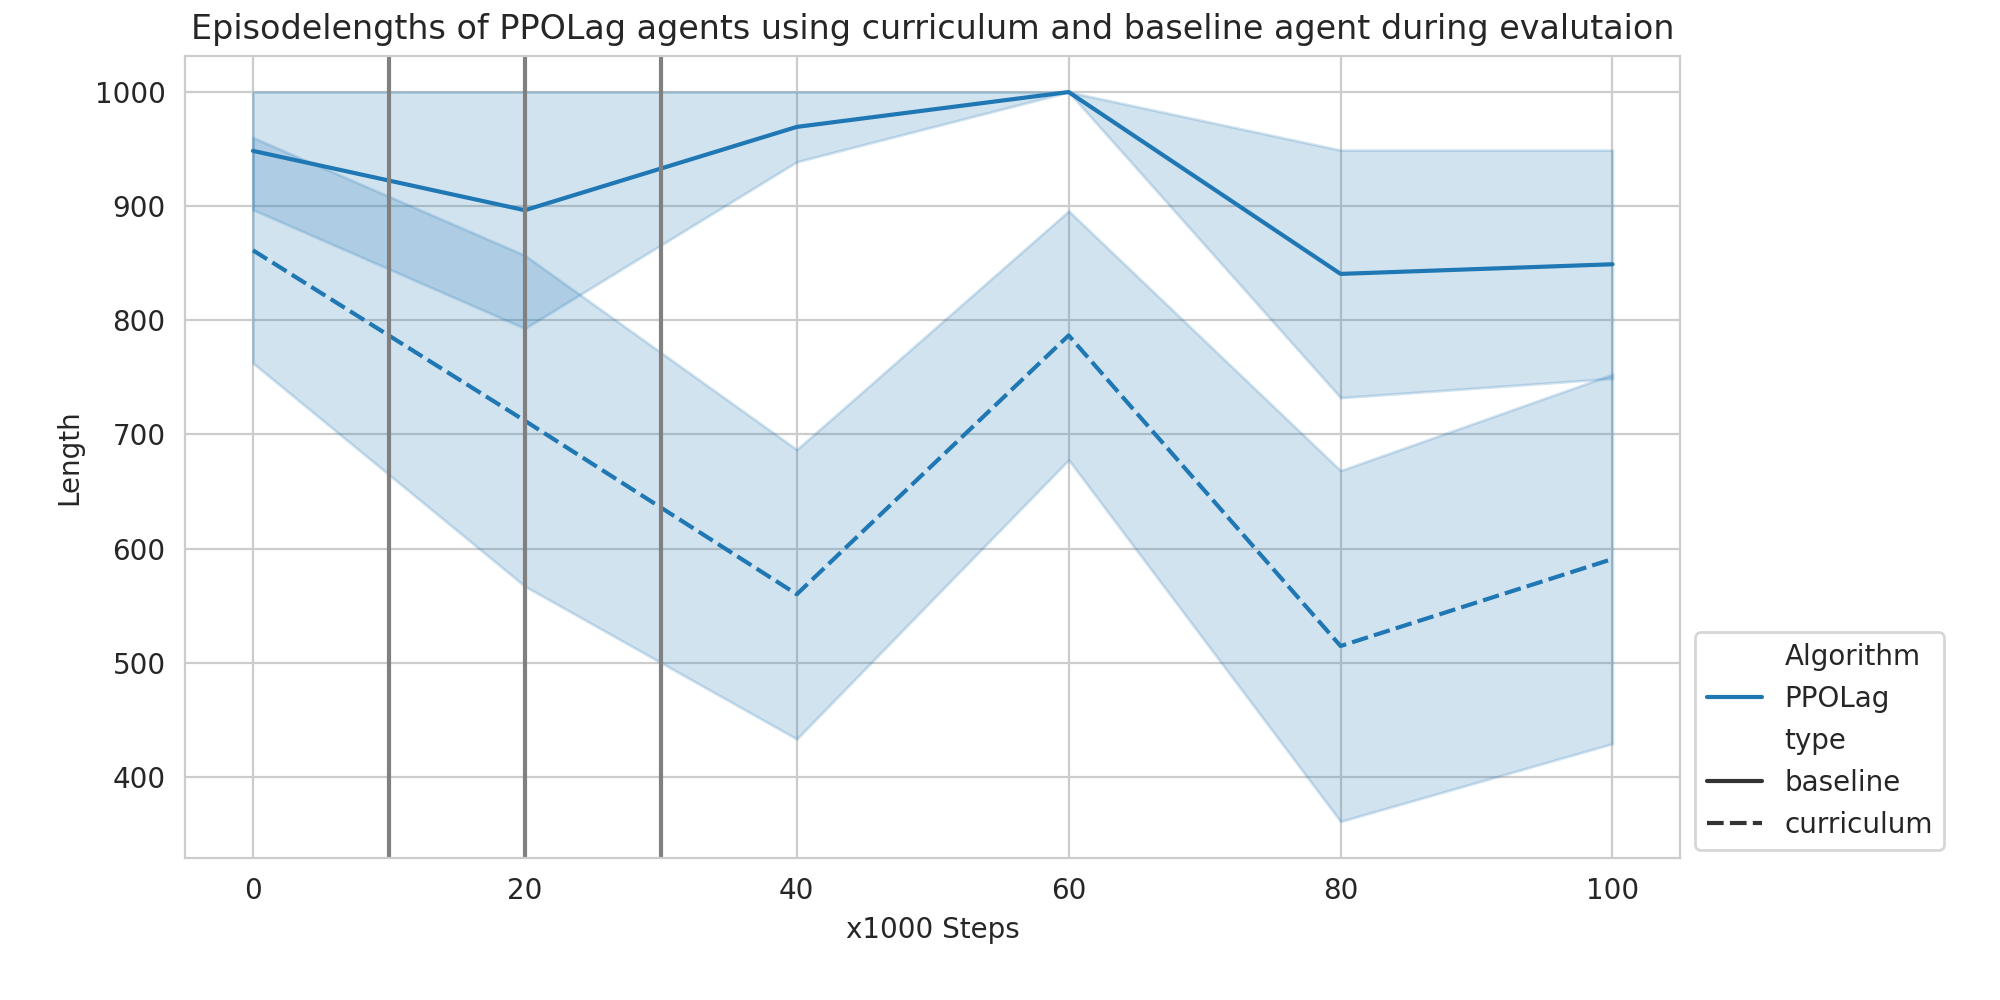 Episodelengths of PPOLag agents using curriculum and baseline agent during evalutaion
1000
900
800
700
600
500
400
Length
0 20 40 60 80 100
x1000 Steps
Algorithm
PPOLag
type
baseline
curriculum